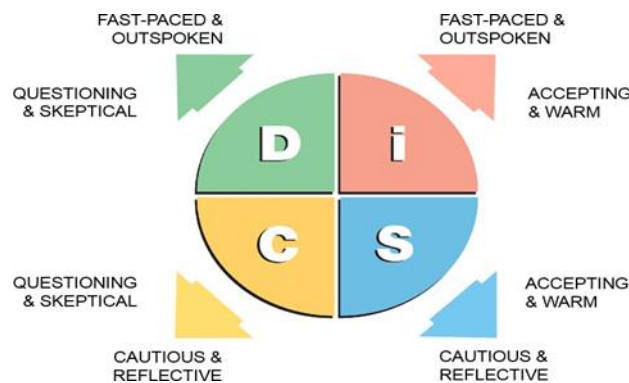 FAST-PACED &
OUTSPOKEN
FAST-PACED &
OUTSPOKEN
QUESTIONING
& SKEPTICAL
ACCEPTING
& WARM
D
i
C
S
QUESTIONING
& SKEPTICAL
ACCEPTING
& WARM
CAUTIOUS &
REFLECTIVE
CAUTIOUS &
REFLECTIVE